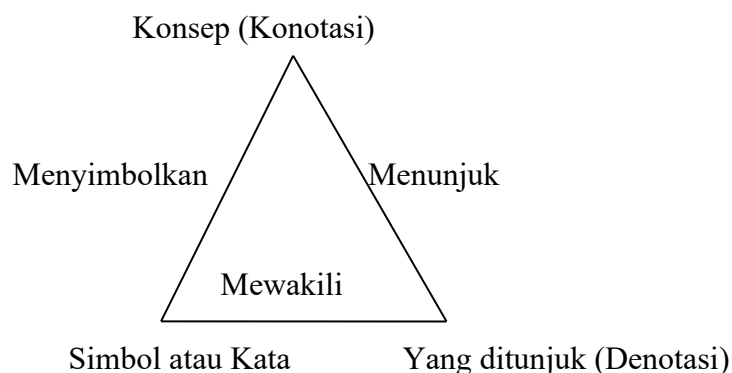 Konsep (Konotasi)
Menyimbolkan
Menunjuk
Mewakili
Simbol atau Kata
Yang ditunjuk (Denotasi)